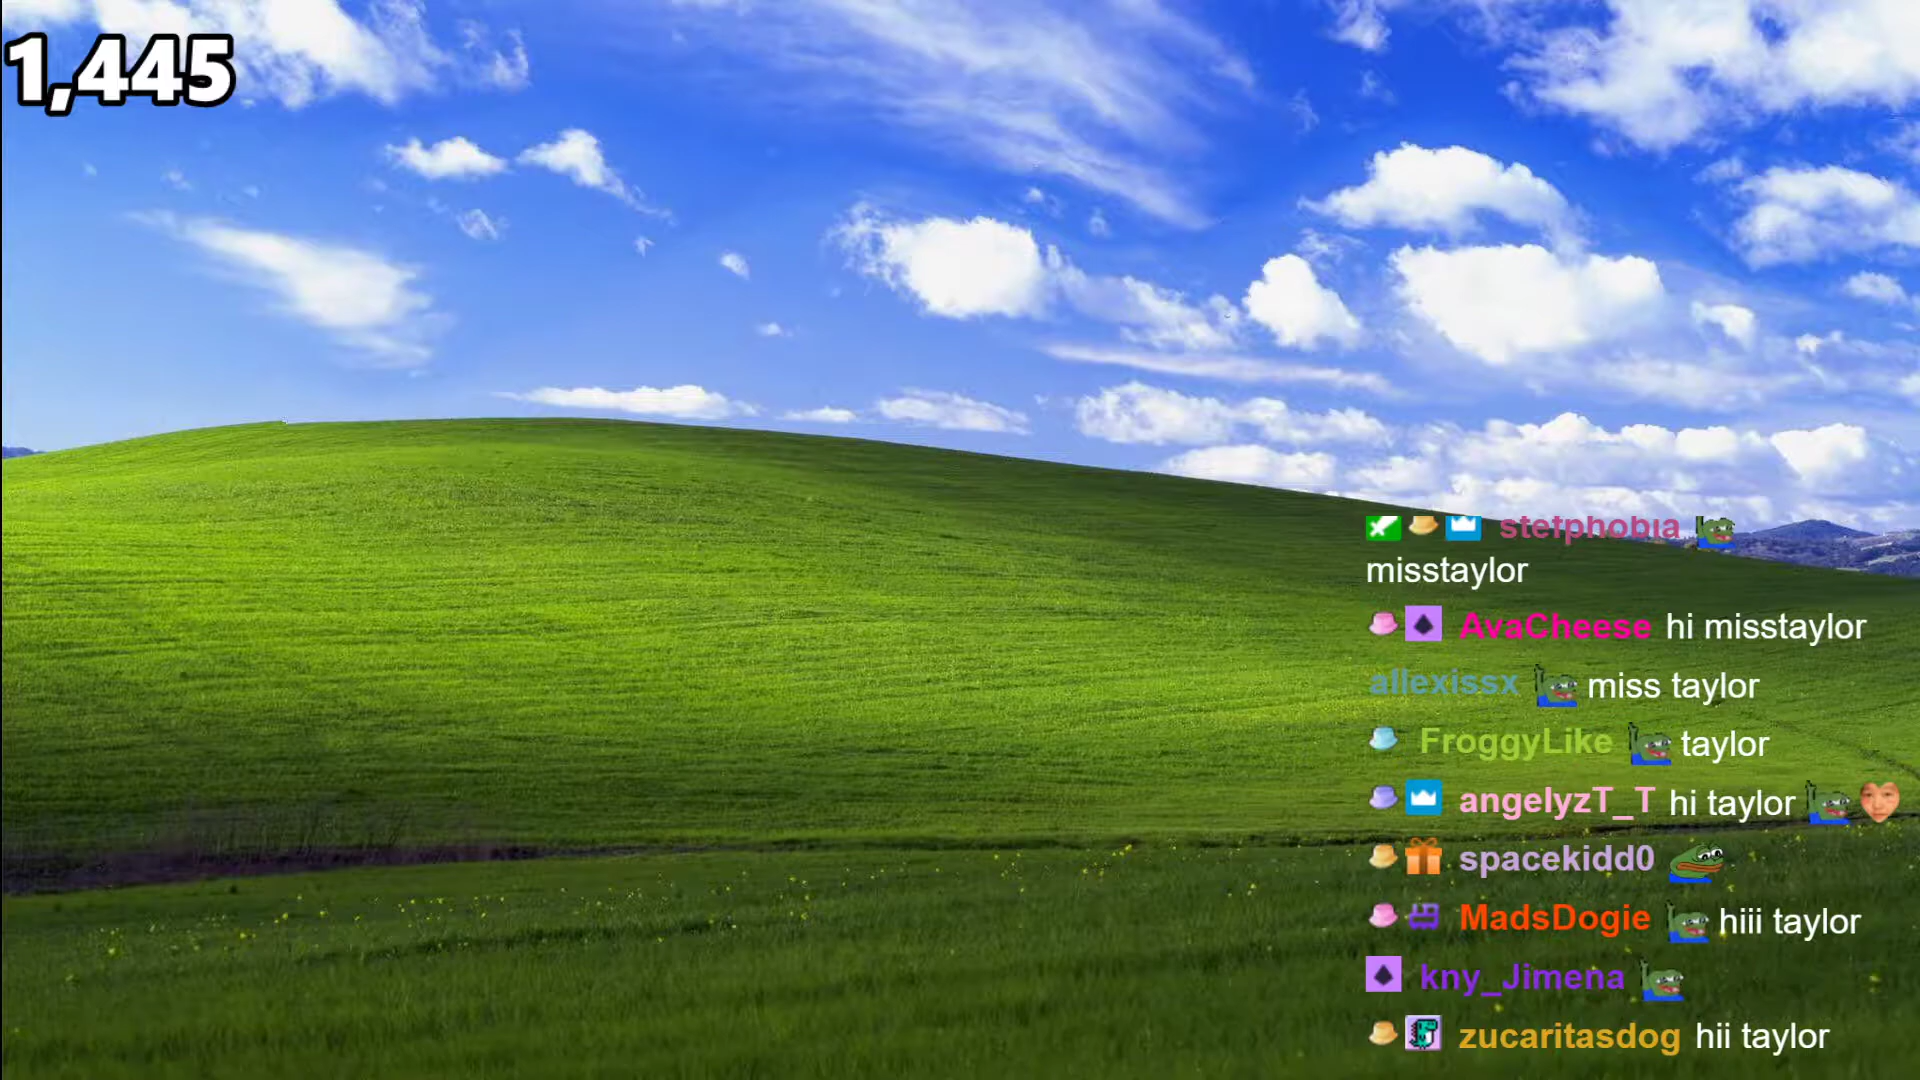 1,445
stefphobia
misstaylor
AvaCheese hi misstaylor
allexissx miss taylor
FroggyLike taylor
angelyzT_T hi taylor
spacekidd0
MadsDogie hiii taylor
kny_Jimena
zucaritasdog hii taylor